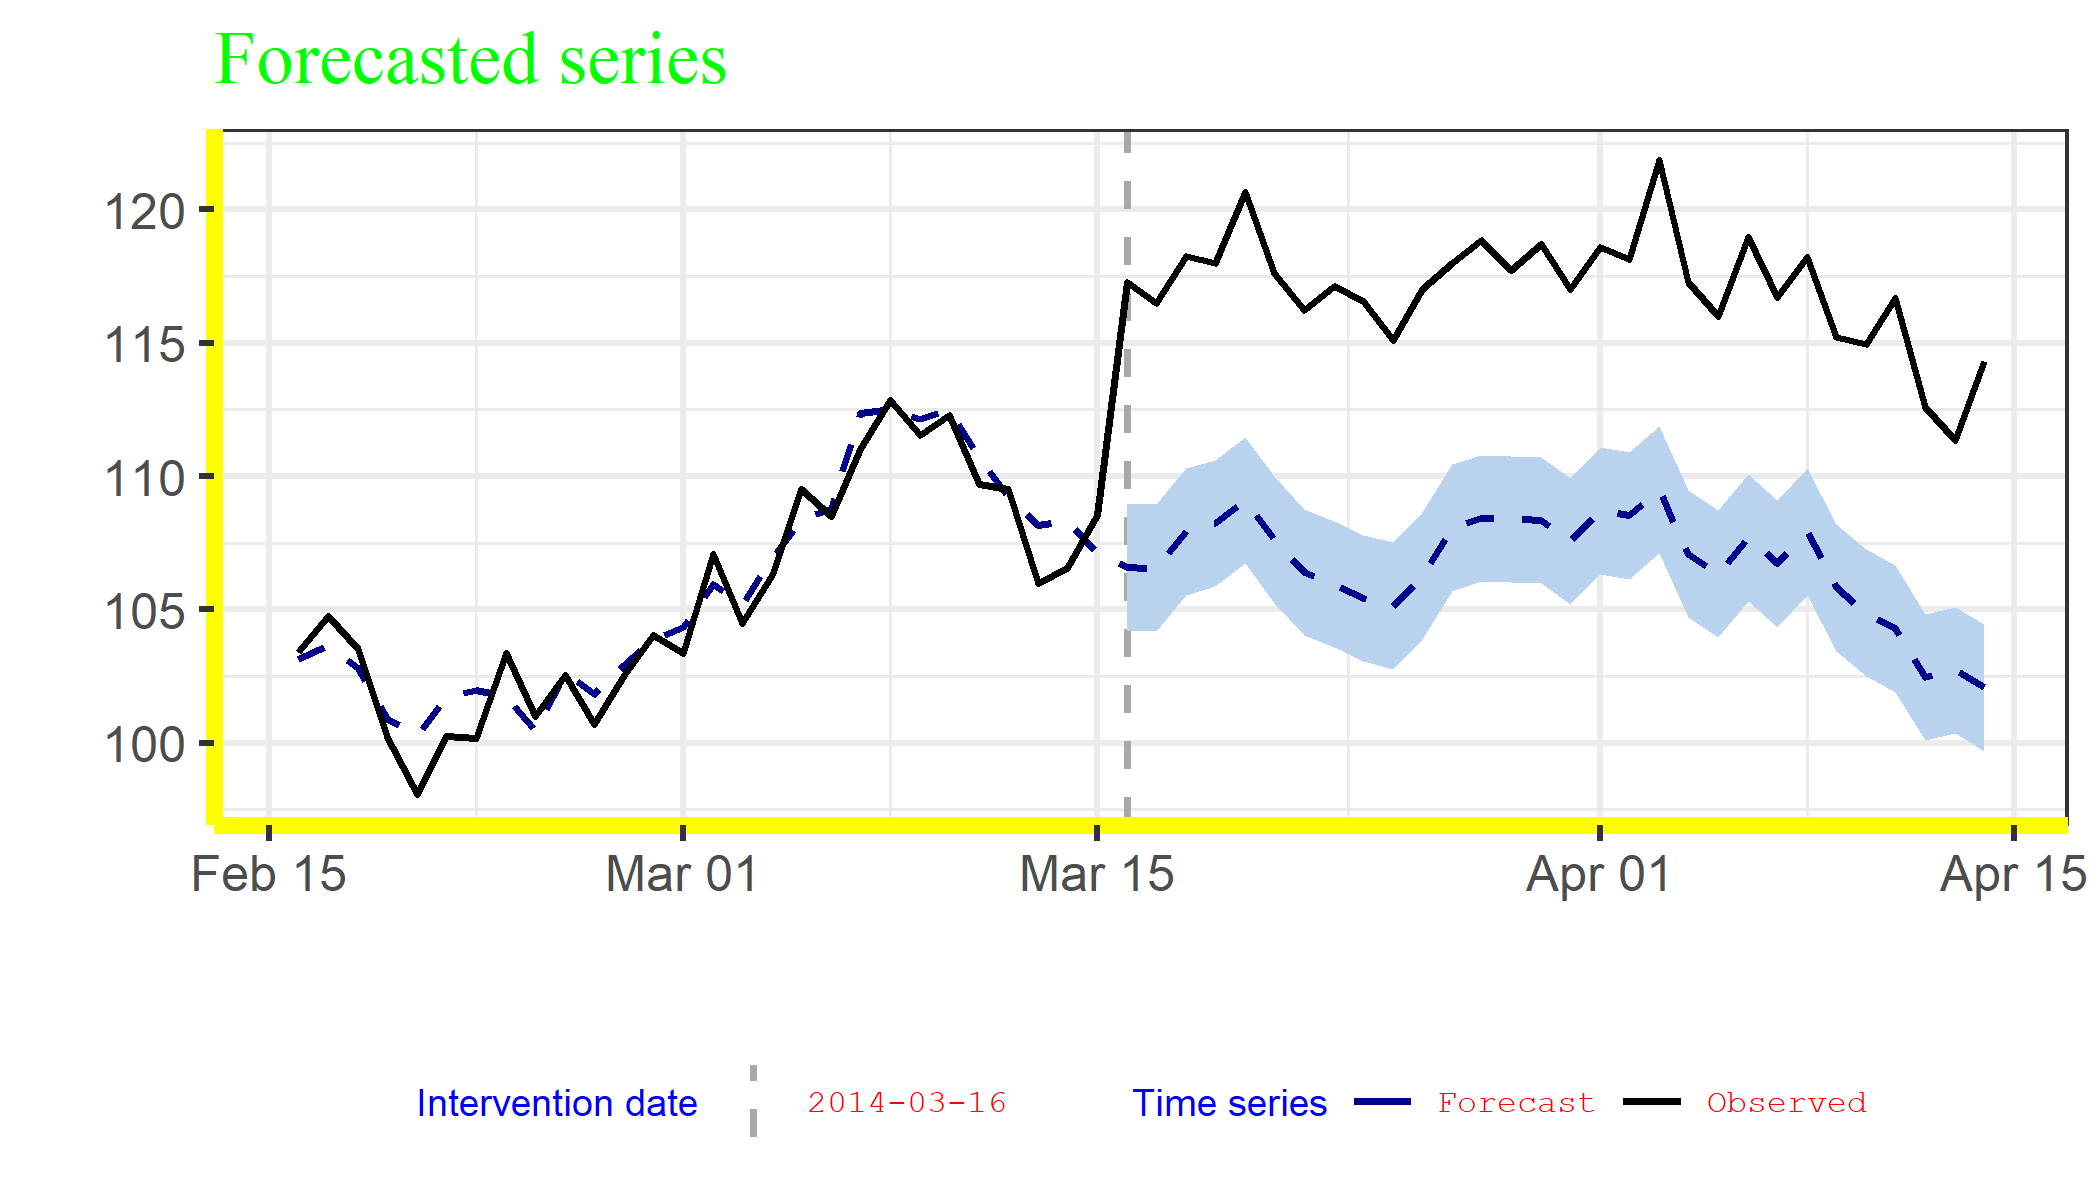 Forecasted series
120
115
110
105
100
Feb 15 Mar 01 Mar 15 Apr 01 Apr 15
Intervention date 2014-03-16 Time series Forecast Observed